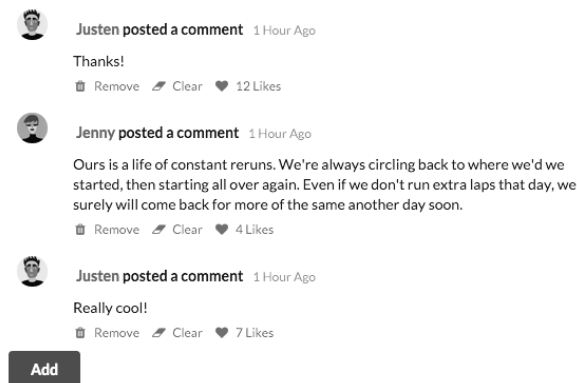 Justen posted a comment 1 Hour Ago
Thanks!
Remove Clear 12 Likes
Jenny posted a comment 1 Hour Ago
Ours is a life of constant reruns. We're always circling back to where we'd we
started, then starting all over again. Even if we don't run extra laps that day, we
surely will come back for more of the same another day soon.
Remove Clear 4 Likes
Justen posted a comment 1 Hour Ago
Really cool!
Remove Clear 7 Likes
Add